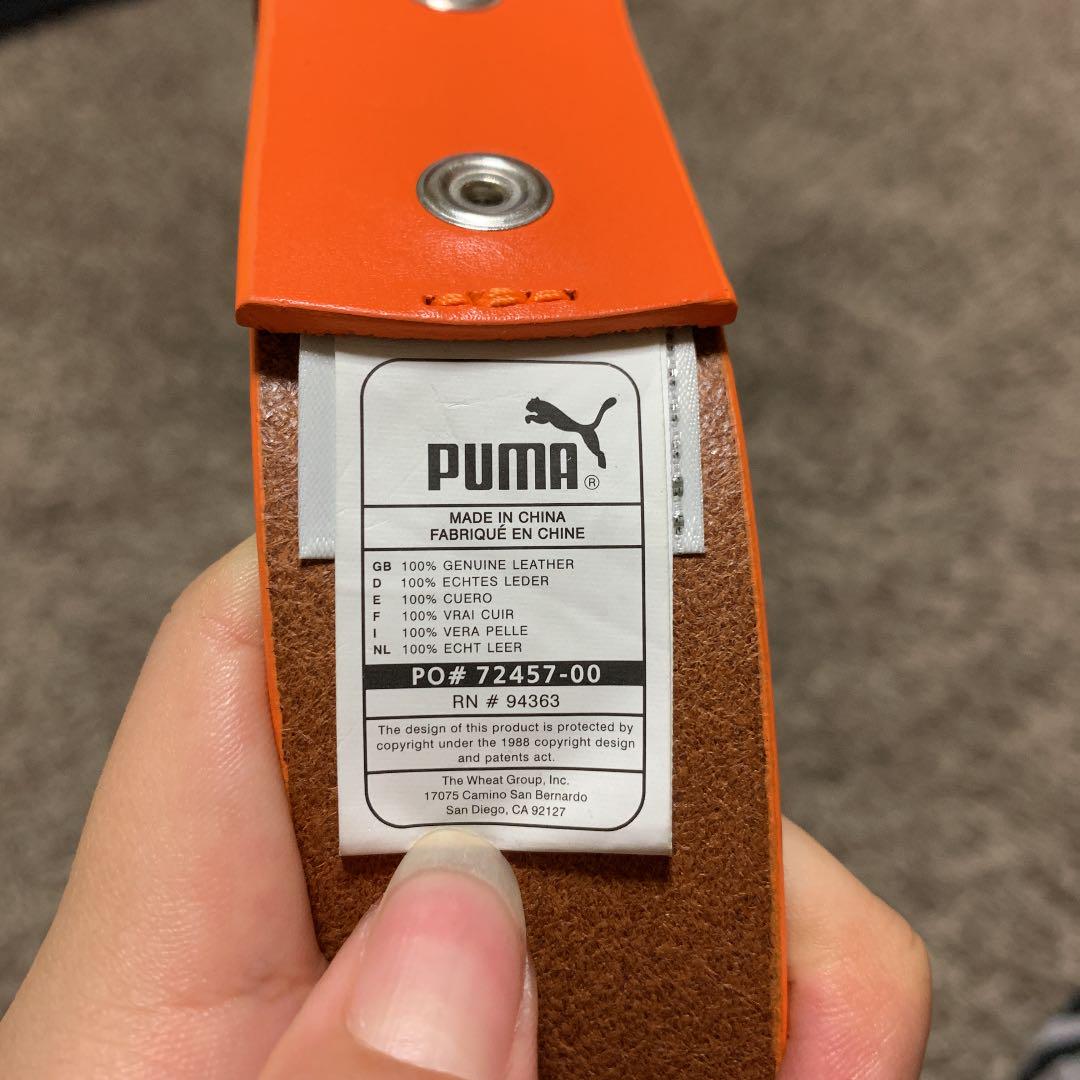 PUMA®
MADE IN CHINA
FABRIQUÉ EN CHINE
GB 100% GENUINE LEATHER
D 100% ECHTES LEDER
E 100% CUERO
F 100% VRAI CUIR
I 100% VERA PELLE
NL 100% ECHT LEER
PO# 72457-00
RN # 94363
The design of this product is protected by
copyright under the 1988 copyright design
and patents act.
The Wheat Group, Inc.
17075 Camino San Bernardo
San Diego, CA 92127